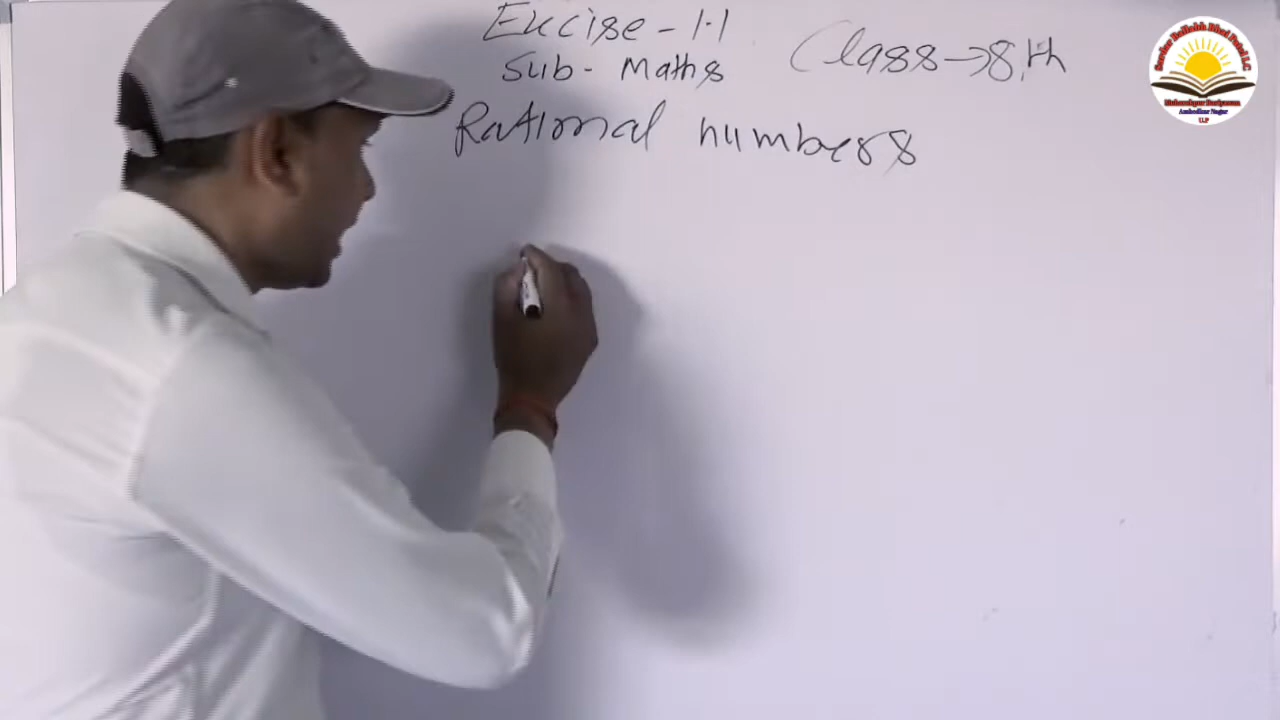 Excise - 1.1
Sub - Maths
Class → 8th
Rational numbers
U.P